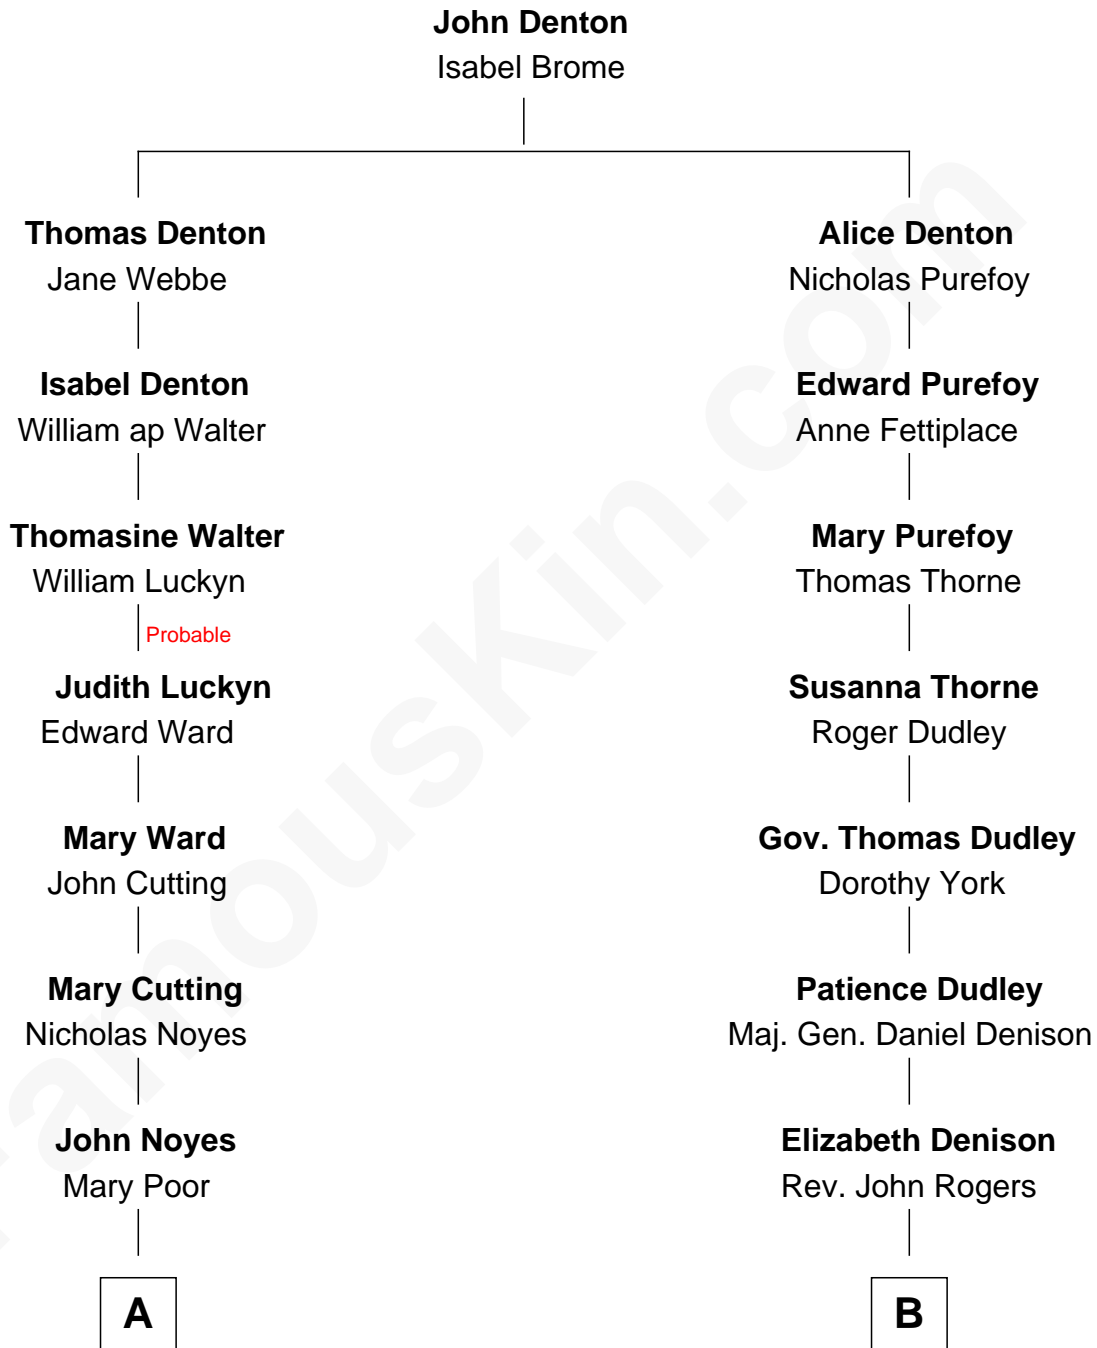 John Denton
Isabel Brome
Thomas Denton
Jane Webbe
Alice Denton
Nicholas Purefoy
Isabel Denton
William ap Walter
Edward Purefoy
Anne Fettiplace
Thomasine Walter
William Luckyn
Mary Purefoy
Thomas Thorne
Probable
Judith Luckyn
Edward Ward
Susanna Thorne
Roger Dudley
Mary Ward
John Cutting
Gov. Thomas Dudley
Dorothy York
Mary Cutting
Nicholas Noyes
Patience Dudley
Maj. Gen. Daniel Denison
John Noyes
Mary Poor
Elizabeth Denison
Rev. John Rogers
A
B
FamousKin.com